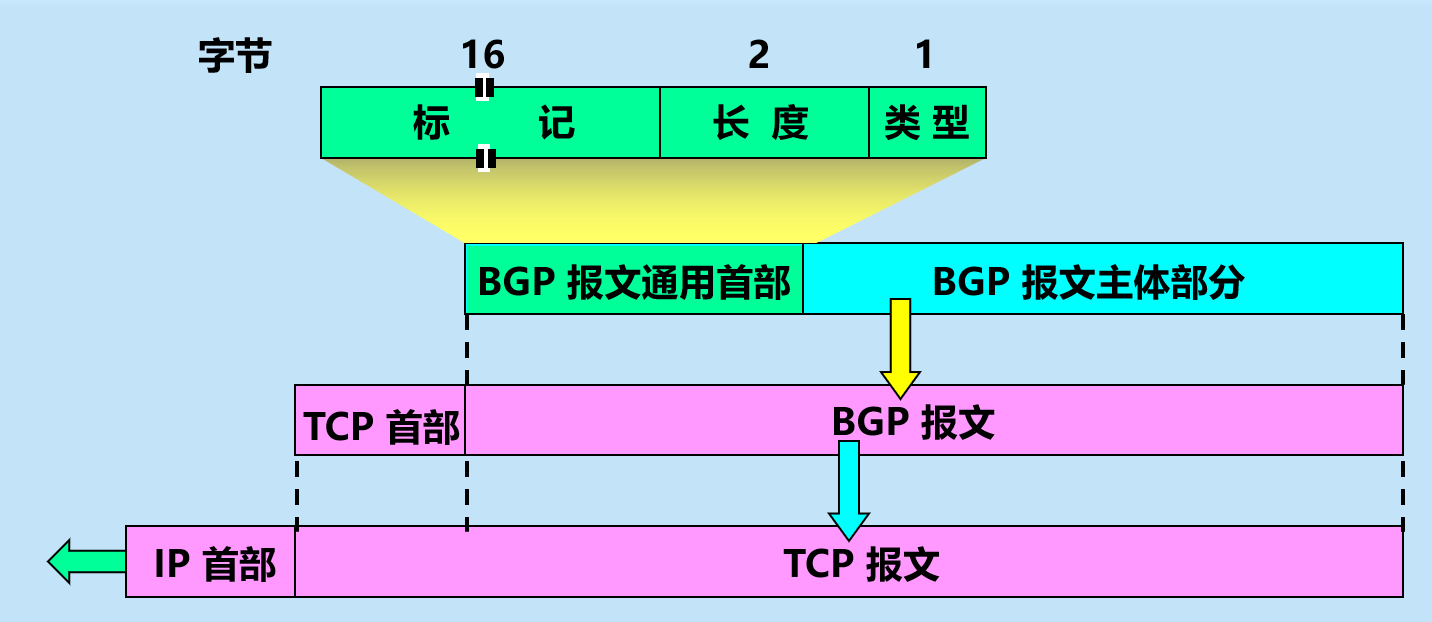 字节 16 2 1
标 记 长 度 类 型
BGP 报文通用首部 BGP 报文主体部分
TCP 首部 BGP 报文
IP 首部 TCP 报文